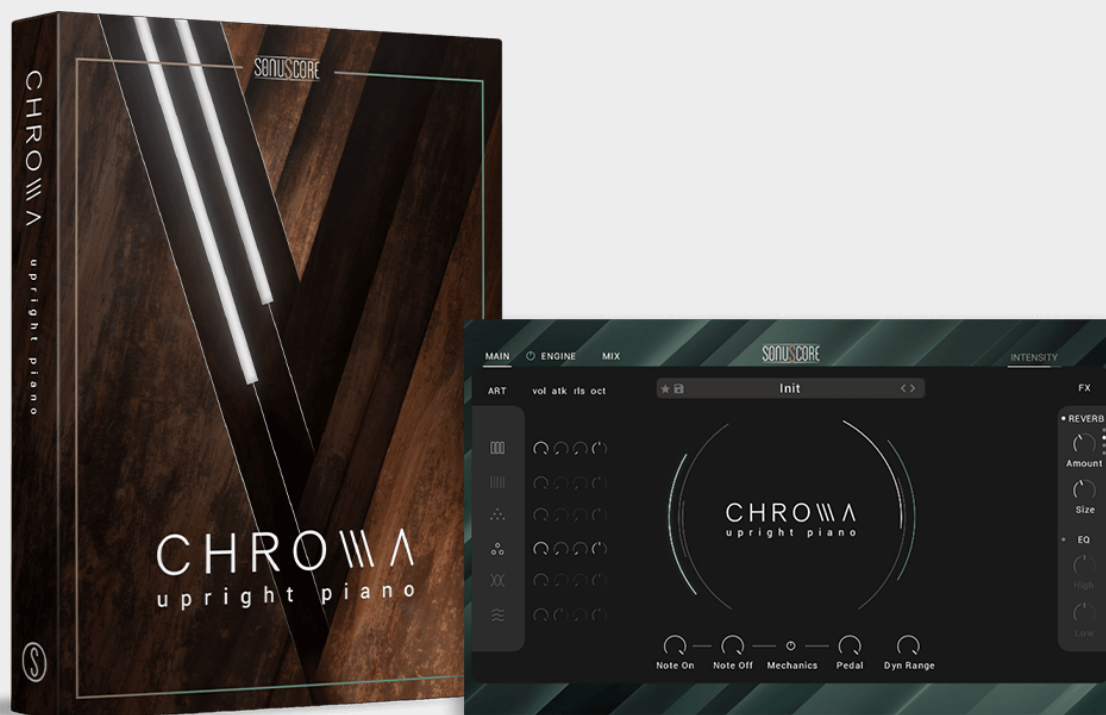 SONUSCORE
CHROMA
upright piano
CHROMA
upright piano
S
MAIN ENGINE MIX
SONUSCORE
INTENSITY
ART vol atk rls oct
Init
FX
REVERB
Amount
Size
EQ
High
Low
CHROMA
upright piano
Note On Note Off Mechanics Pedal Dyn Range